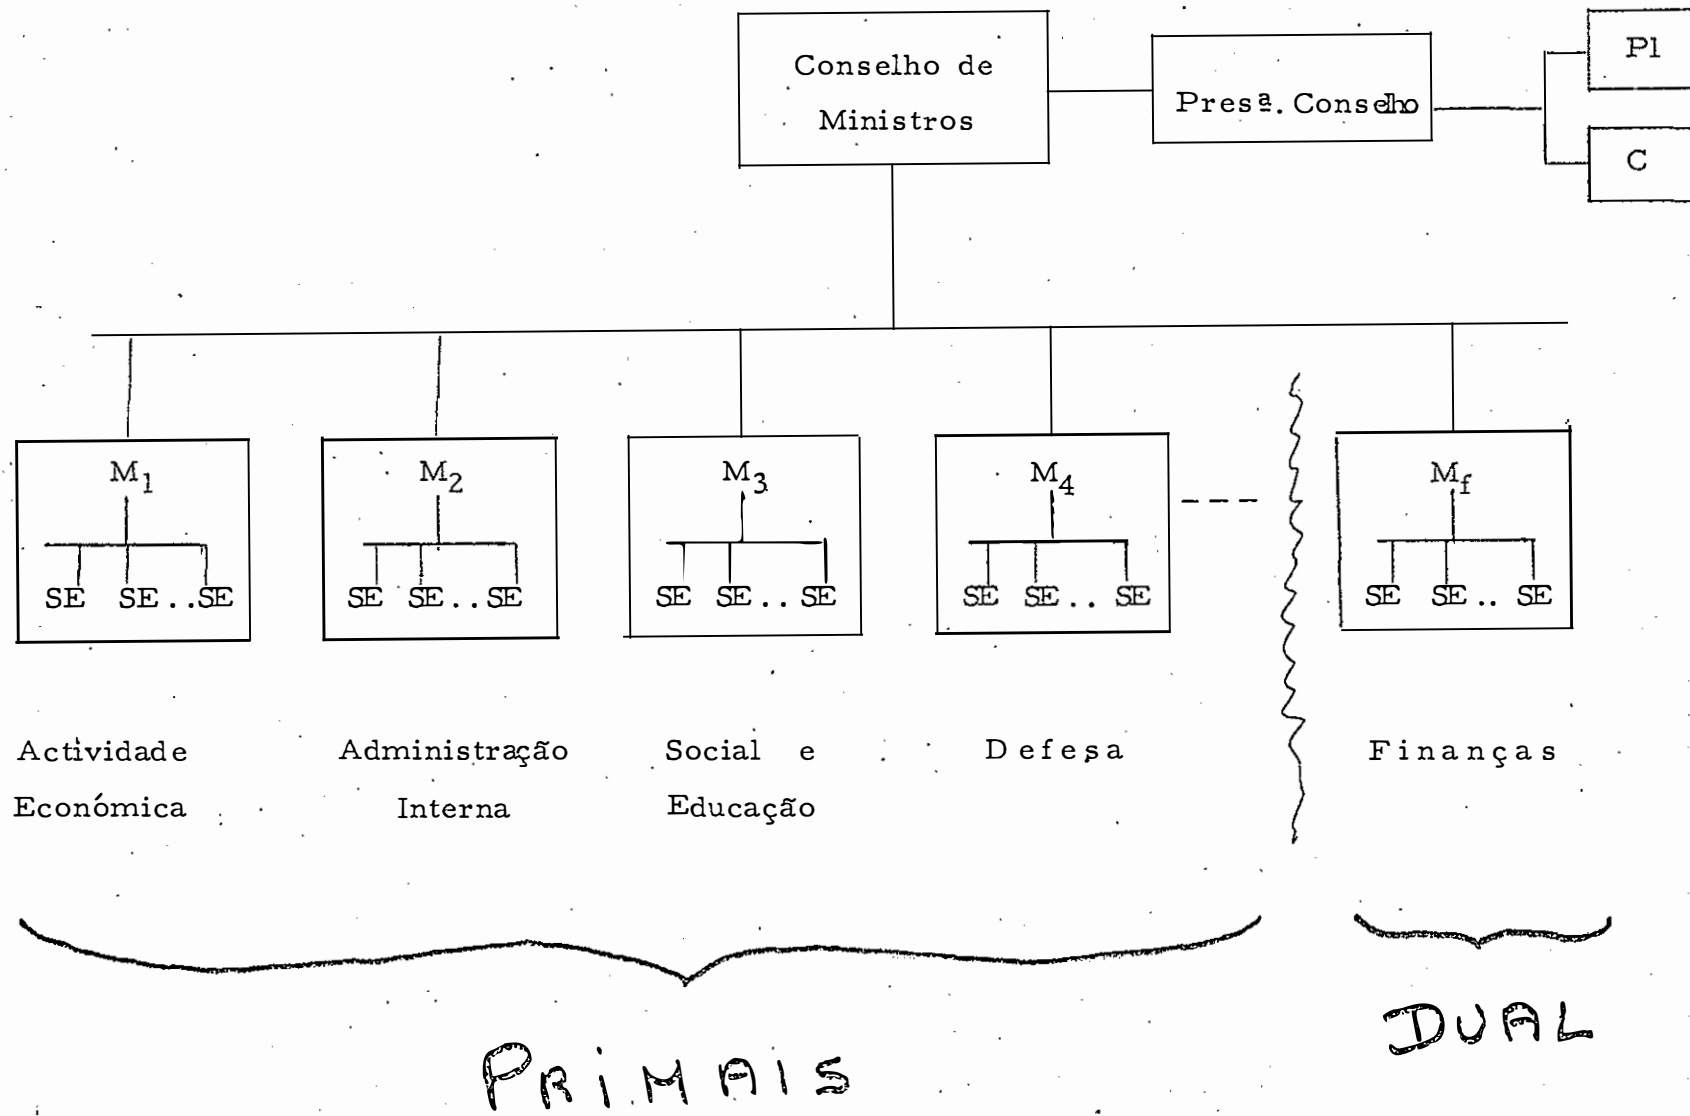 Conselho de
Ministros
Presª. Conselho
Pl
C
M1 M2 M3 M4 --- Mf
SE SE..SE SE SE..SE SE SE..SE SE SE.. SE SE SE.. SE
Actividade Administração Social e Defesa Finanças
Económica Interna Educação
PRiMAIS DUAL